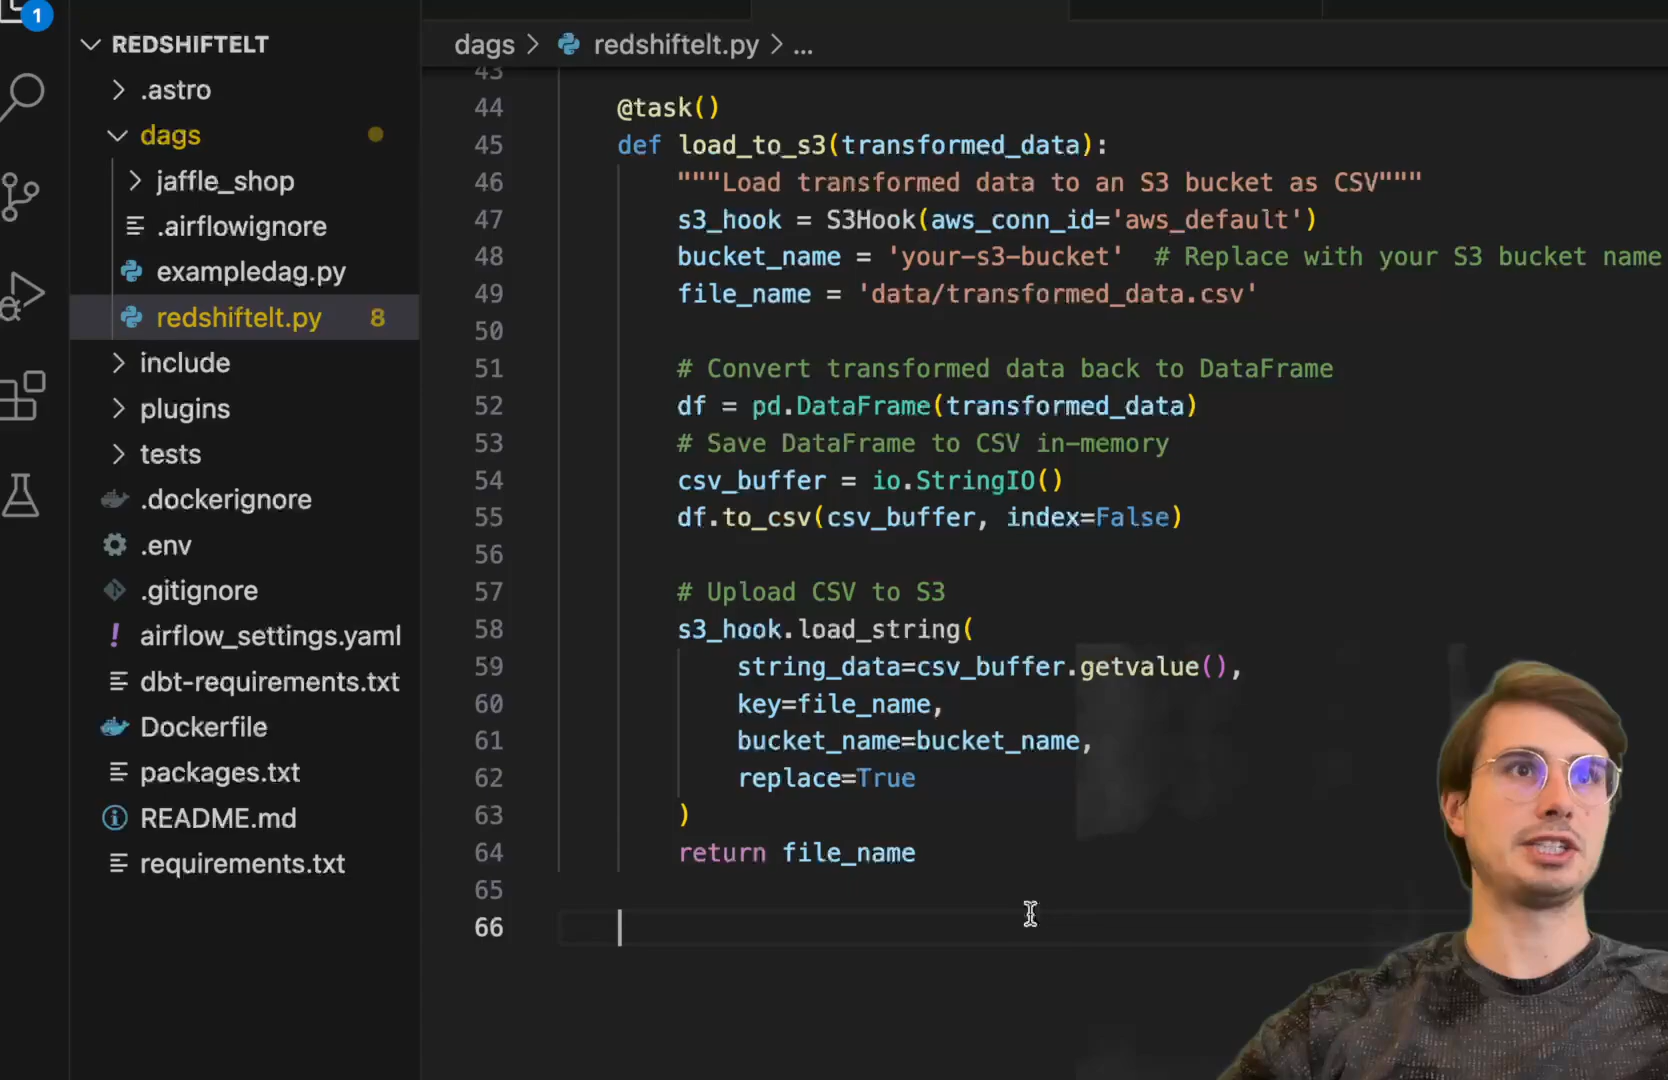 1
REDSHIFTELT
.astro
dags
jaffle_shop
.airflowignore
exampledag.py
redshiftelt.py 8
include
plugins
tests
.dockerignore
.env
.gitignore
! airflow_settings.yaml
dbt-requirements.txt
Dockerfile
packages.txt
README.md
requirements.txt
dags > redshiftelt.py > ...
43
44 @task()
45 def load_to_s3(transformed_data):
46 """Load transformed data to an S3 bucket as CSV"""
47 s3_hook = S3Hook(aws_conn_id='aws_default')
48 bucket_name = 'your-s3-bucket' # Replace with your S3 bucket name
49 file_name = 'data/transformed_data.csv'
50
51 # Convert transformed data back to DataFrame
52 df = pd.DataFrame(transformed_data)
53 # Save DataFrame to CSV in-memory
54 csv_buffer = io.StringIO()
55 df.to_csv(csv_buffer, index=False)
56
57 # Upload CSV to S3
58 s3_hook.load_string(
59 string_data=csv_buffer.getvalue(),
60 key=file_name,
61 bucket_name=bucket_name,
62 replace=True
63 )
64 return file_name
65
66